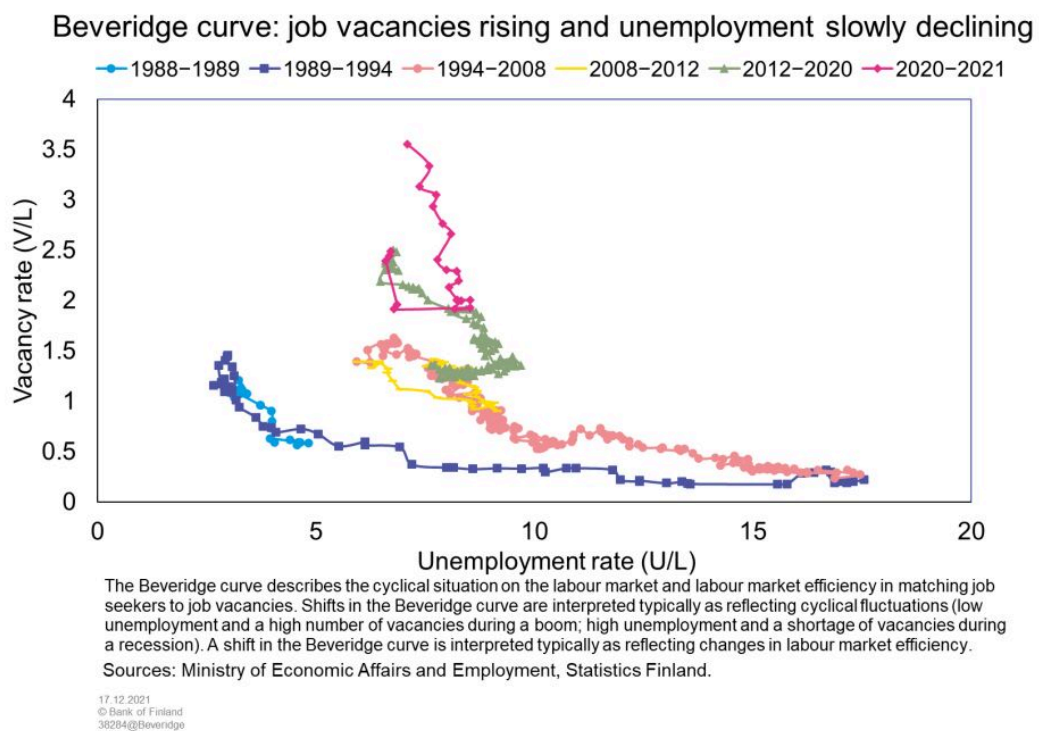 Beveridge curve: job vacancies rising and unemployment slowly declining
1988−1989 1989−1994 1994−2008 2008−2012 2012−2020 2020−2021
4
3.5
3
2.5
2
1.5
1
0.5
0
Vacancy rate (V/L)
0 5 10 15 20
Unemployment rate (U/L)
The Beveridge curve describes the cyclical situation on the labour market and labour market efficiency in matching job
seekers to job vacancies. Shifts in the Beveridge curve are interpreted typically as reflecting cyclical fluctuations (low
unemployment and a high number of vacancies during a boom; high unemployment and a shortage of vacancies during
a recession). A shift in the Beveridge curve is interpreted typically as reflecting changes in labour market efficiency.
Sources: Ministry of Economic Affairs and Employment, Statistics Finland.
17.12.2021
© Bank of Finland
38284@Beveridge